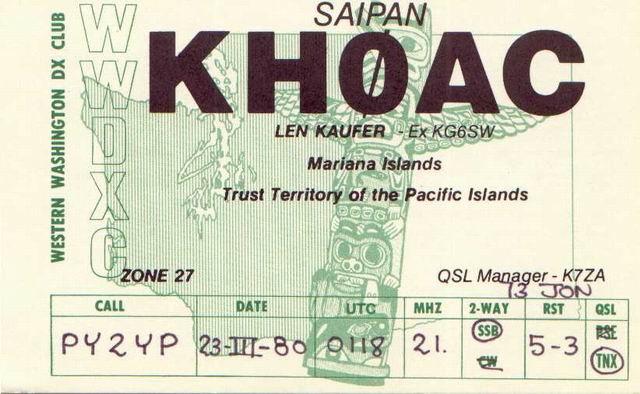 SAIPAN
KHØAC
WESTERN WASHINGTON DX CLUB
WWDXC
LEN KAUFER - Ex KG6SW
Mariana Islands
Trust Territory of the Pacific Islands
ZONE 27
QSL Manager - K7ZA
73 JON
CALL DATE UTC MHZ 2-WAY RST QSL
PY2YP 23-III-80 0118 21. SSB 5-3 PSE
CW TNX